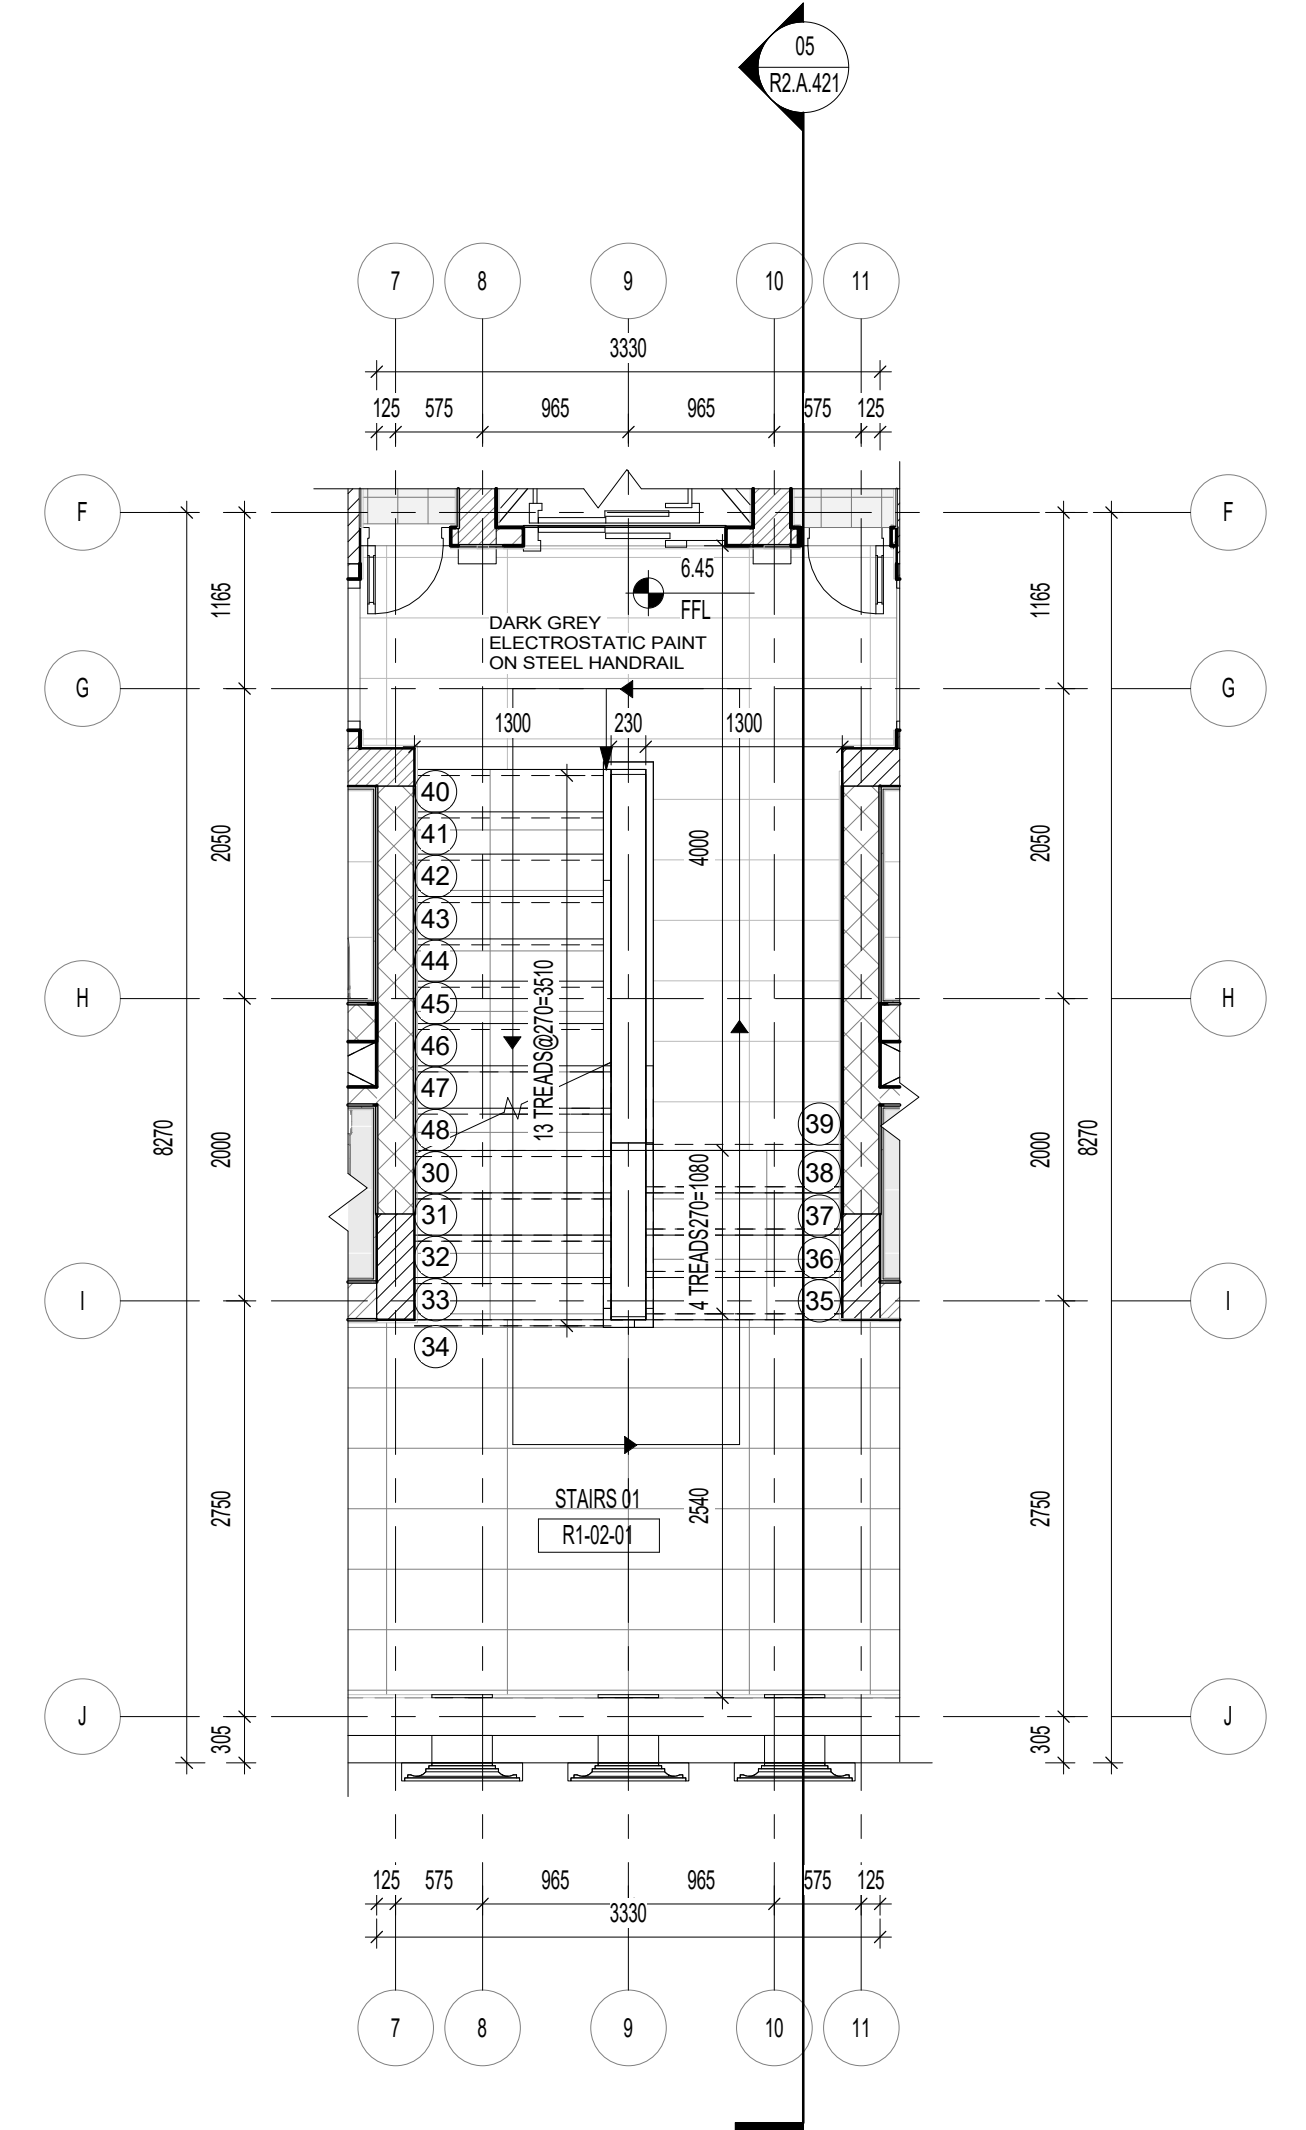 05
R2.A.421
7 8 9 10 11
3330
125 575 965 965 575 125
F F
6.45
FFL
1165 1165
DARK GREY
ELECTROSTATIC PAINT
ON STEEL HANDRAIL
G G
1300 230 1300
40
41
42
43
44
45
46
47
48
30
31
32
33
34
2050 2050
4000
H H
13 TREADS@270=3510
39
38
37
36
35
8270 8270
2000 2000
4 TREADS270=1080
I I
2750 2750
2540
STAIRS 01
R1-02-01
J J
305 305
125 575 965 965 575 125
3330
7 8 9 10 11